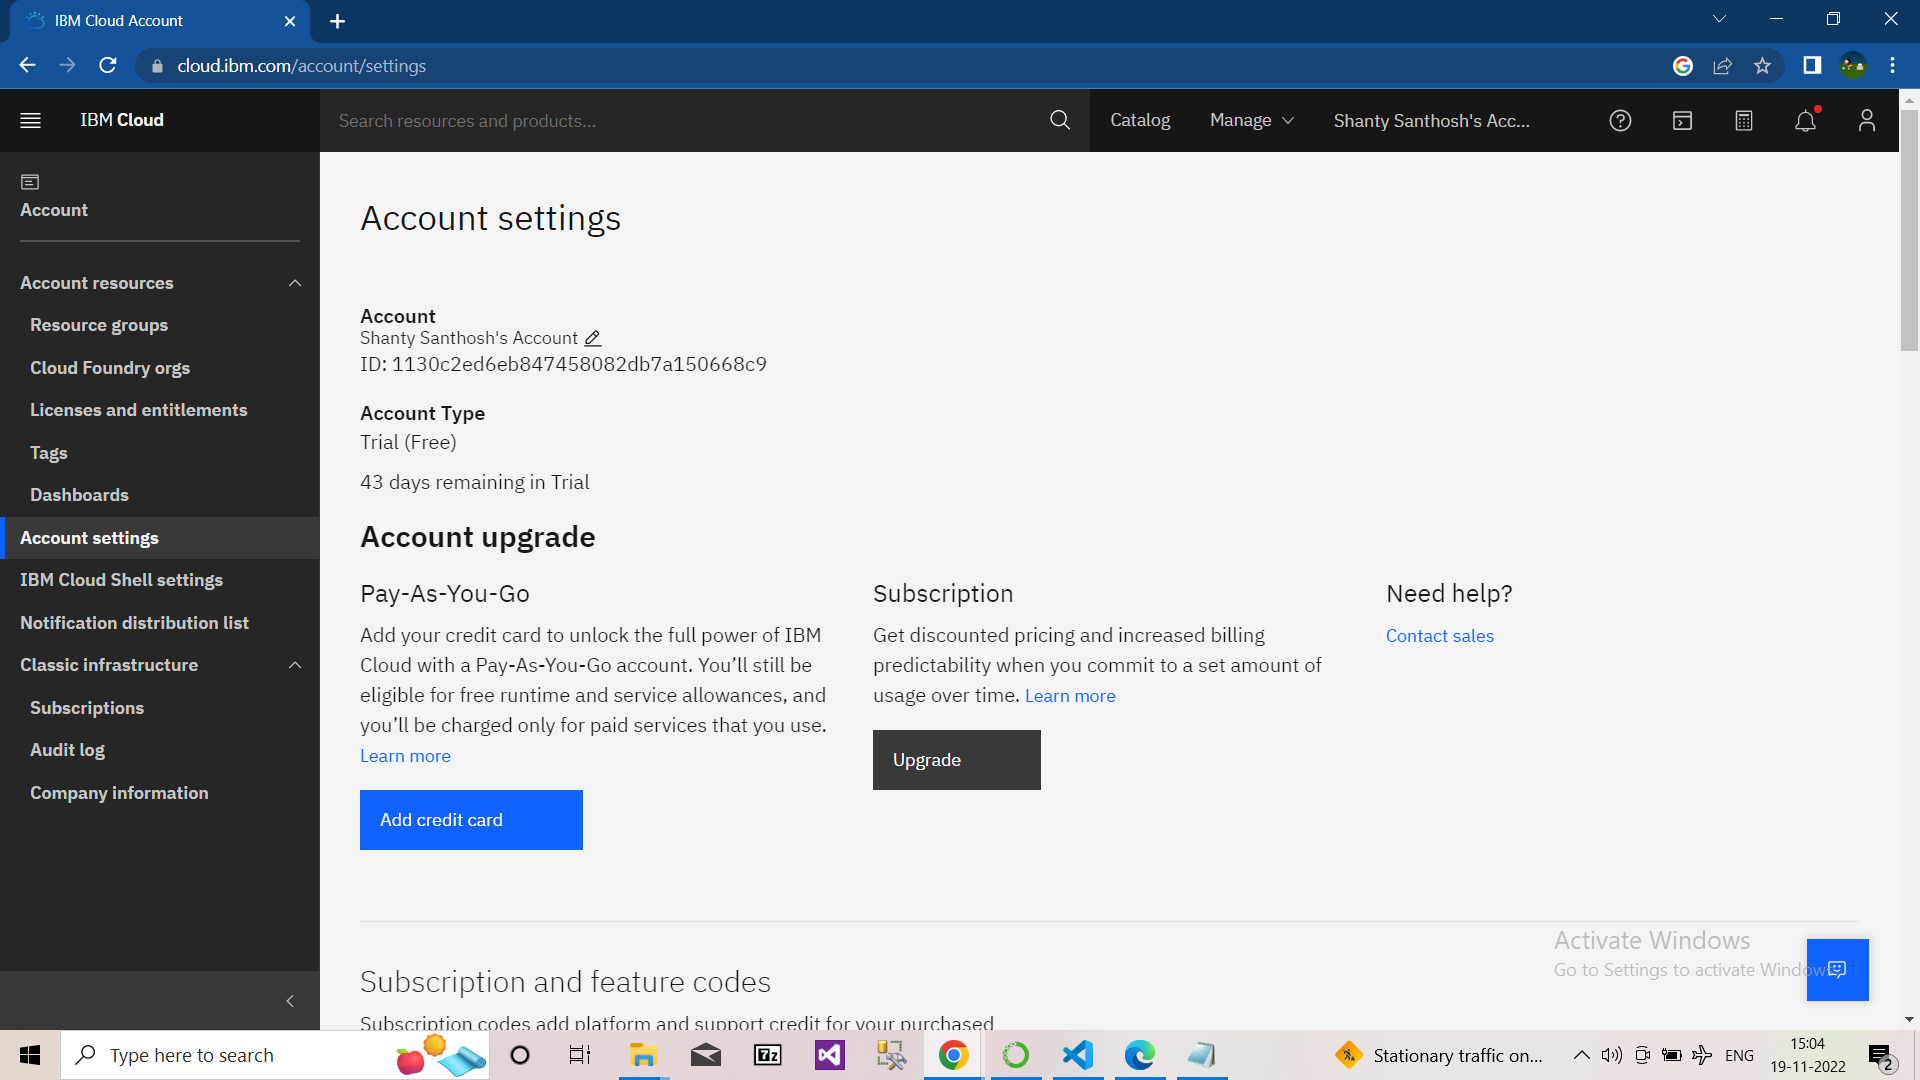 IBM Cloud Account
cloud.ibm.com/account/settings
IBM Cloud
Search resources and products...
Catalog
Manage
Shanty Santhosh's Acc...
Account
Account resources
Resource groups
Cloud Foundry orgs
Licenses and entitlements
Tags
Dashboards
Account settings
IBM Cloud Shell settings
Notification distribution list
Classic infrastructure
Subscriptions
Audit log
Company information
Account settings
Account
Shanty Santhosh's Account
ID: 1130c2ed6eb847458082db7a150668c9
Account Type
Trial (Free)
43 days remaining in Trial
Account upgrade
Pay-As-You-Go
Add your credit card to unlock the full power of IBM
Cloud with a Pay-As-You-Go account. You’ll still be
eligible for free runtime and service allowances, and
you’ll be charged only for paid services that you use.
Learn more
Add credit card
Subscription
Get discounted pricing and increased billing
predictability when you commit to a set amount of
usage over time. Learn more
Upgrade
Need help?
Contact sales
Subscription and feature codes
Subscription codes add platform and support credit for your purchased
Activate Windows
Go to Settings to activate Windows.
Type here to search
7z
Stationary traffic on...
ENG
15:04
19-11-2022
2